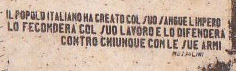 IL POPOLO ITALIANO HA CREATO COL SUO SANGUE L'IMPERO
LO FECONDERÀ COL SUO LAVORO E LO DIFENDERÀ
CONTRO CHIUNQUE CON LE SUE ARMI
MUSSOLINI